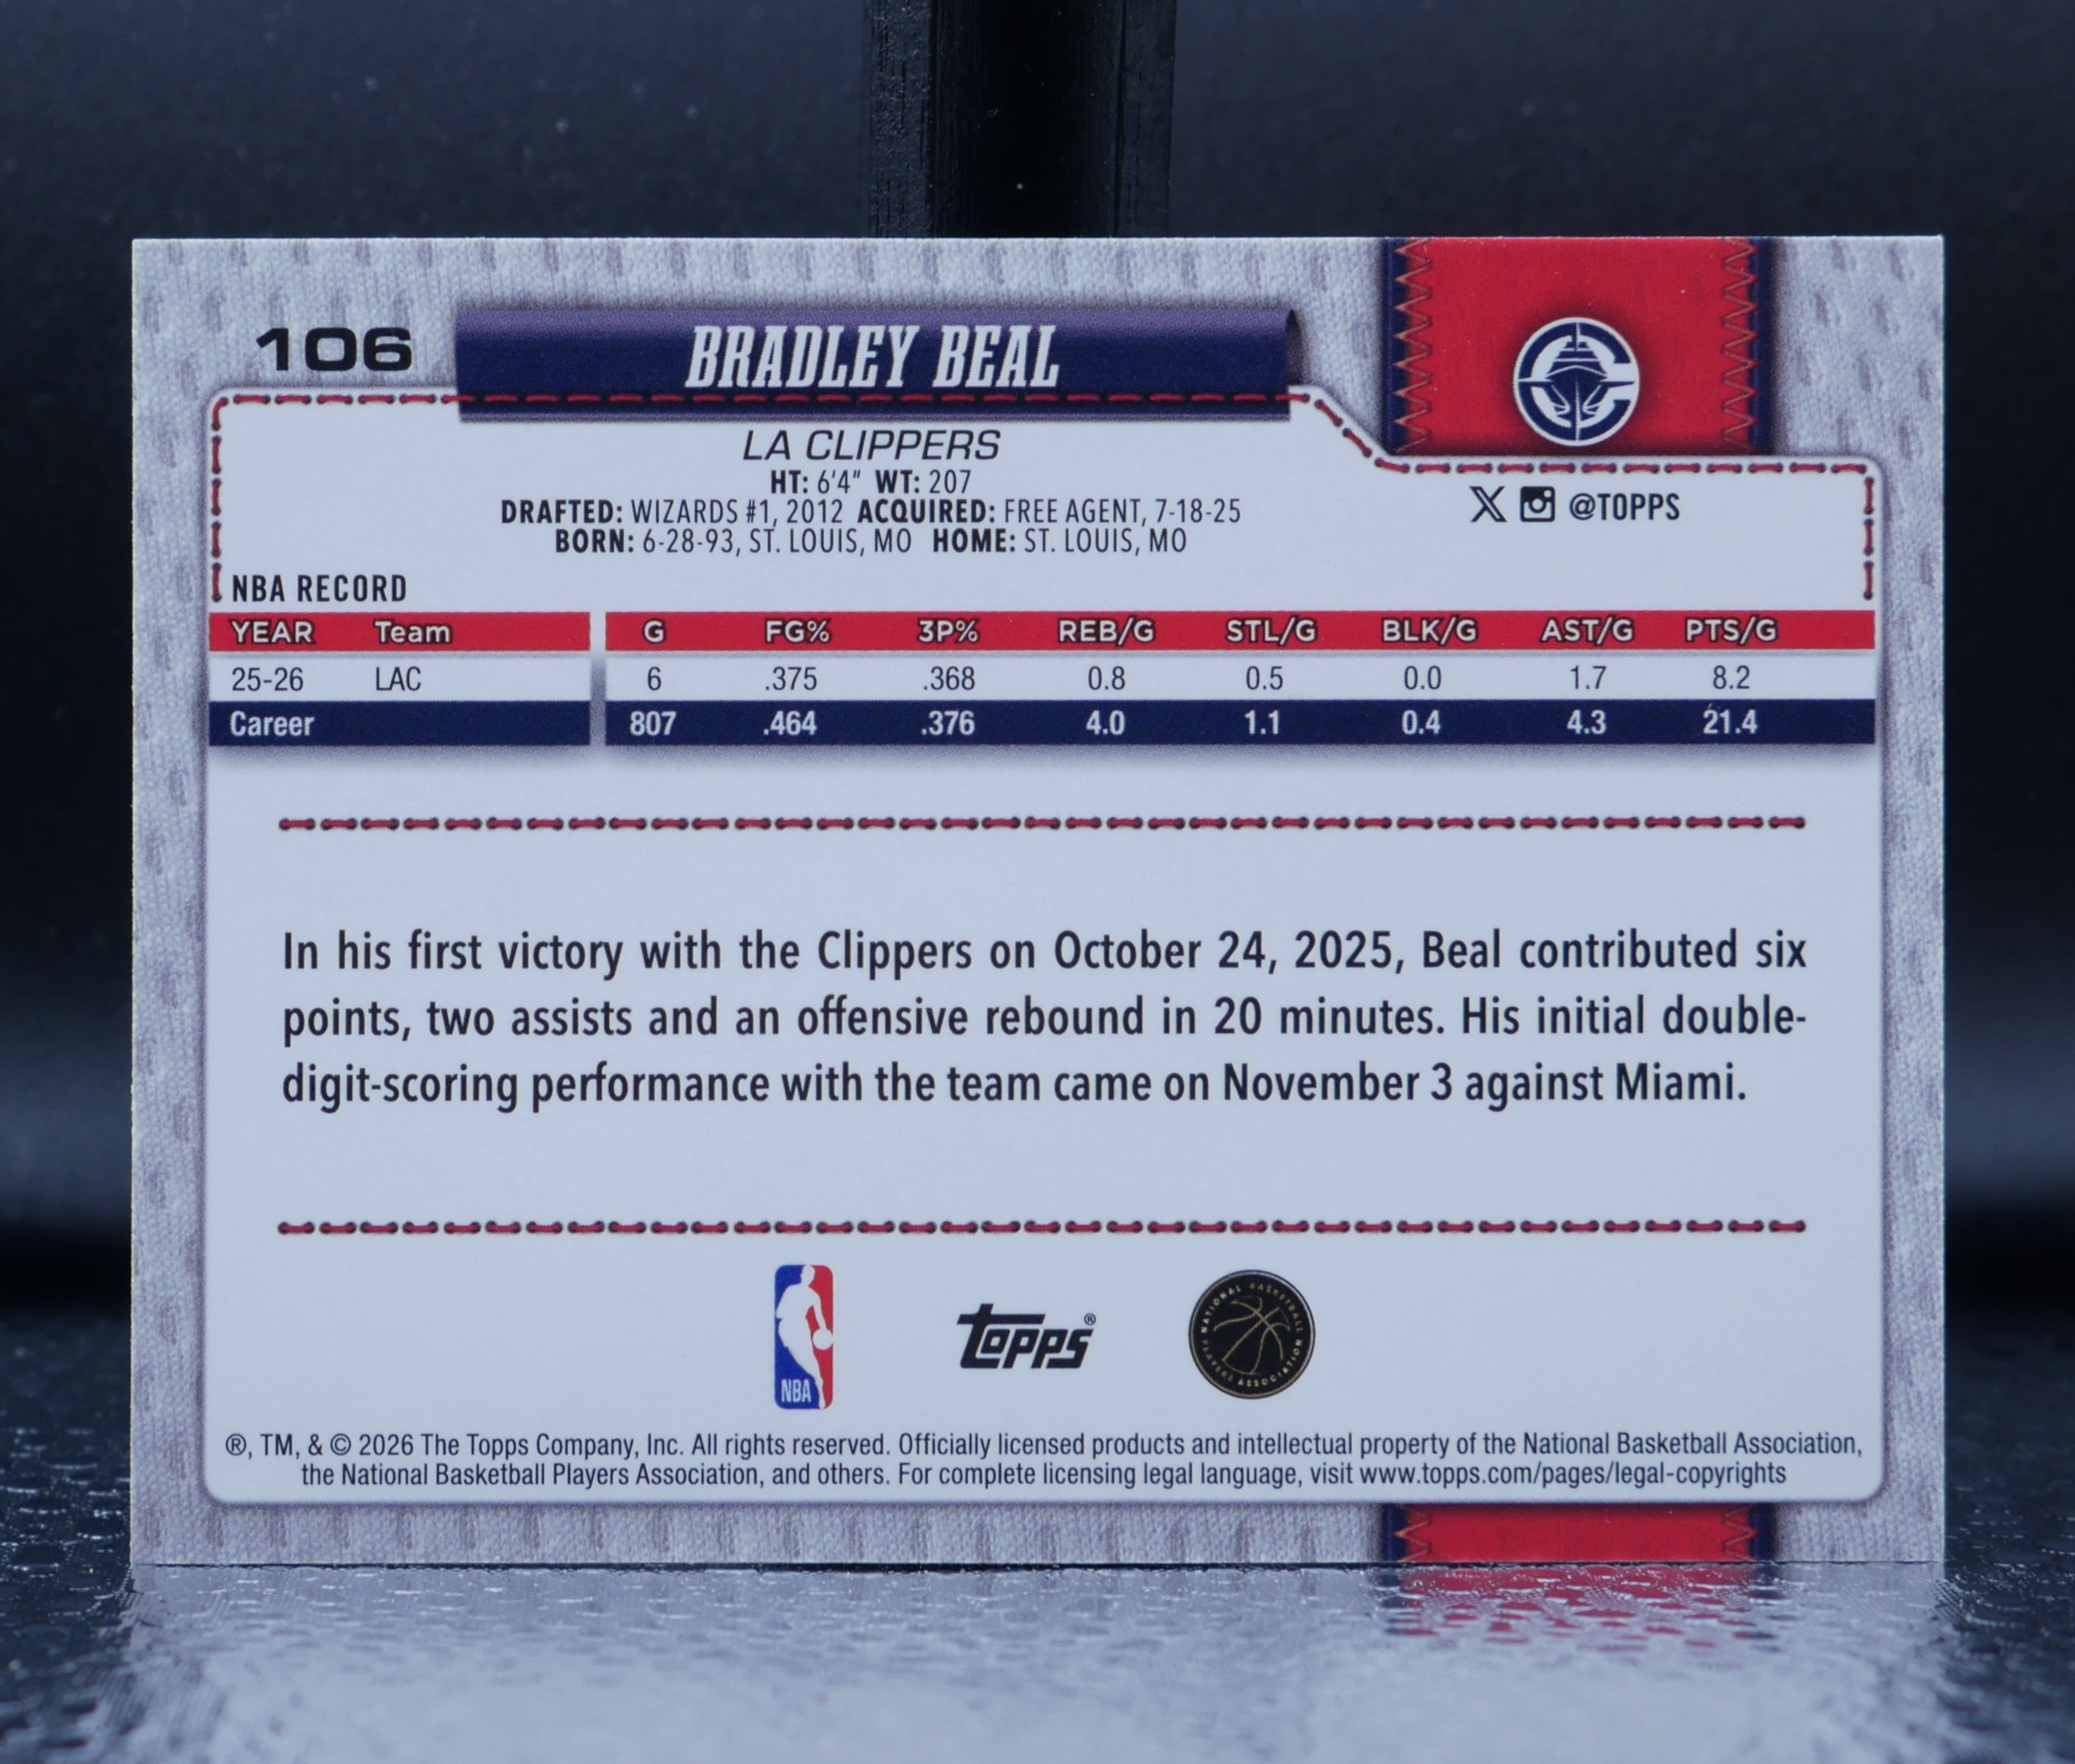 106
BRADLEY BEAL
LA CLIPPERS
HT: 6'4" WT: 207
DRAFTED: WIZARDS #1, 2012 ACQUIRED: FREE AGENT, 7-18-25
BORN: 6-28-93, ST. LOUIS, MO HOME: ST. LOUIS, MO
@TOPPS
NBA RECORD
YEAR Team G FG% 3P% REB/G STL/G BLK/G AST/G PTS/G
25-26 LAC 6 .375 .368 0.8 0.5 0.0 1.7 8.2
Career 807 .464 .376 4.0 1.1 0.4 4.3 21.4
In his first victory with the Clippers on October 24, 2025, Beal contributed six
points, two assists and an offensive rebound in 20 minutes. His initial double-
digit-scoring performance with the team came on November 3 against Miami.
NBA
Topps®
NATIONAL BASKETBALL
PLAYERS ASSOCIATION
®, TM, & © 2026 The Topps Company, Inc. All rights reserved. Officially licensed products and intellectual property of the National Basketball Association,
the National Basketball Players Association, and others. For complete licensing legal language, visit www.topps.com/pages/legal-copyrights